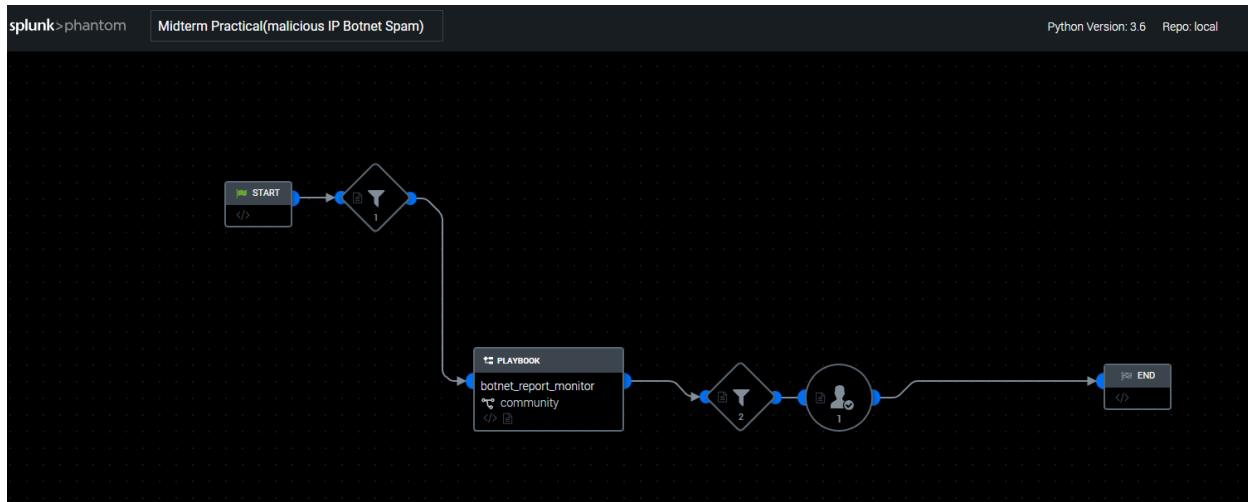 splunk>phantom
Midterm Practical(malicious IP Botnet Spam)
Python Version: 3.6 Repo: local
START
</>
1
PLAYBOOK
botnet_report_monitor
community
</>
2
1
END
</>